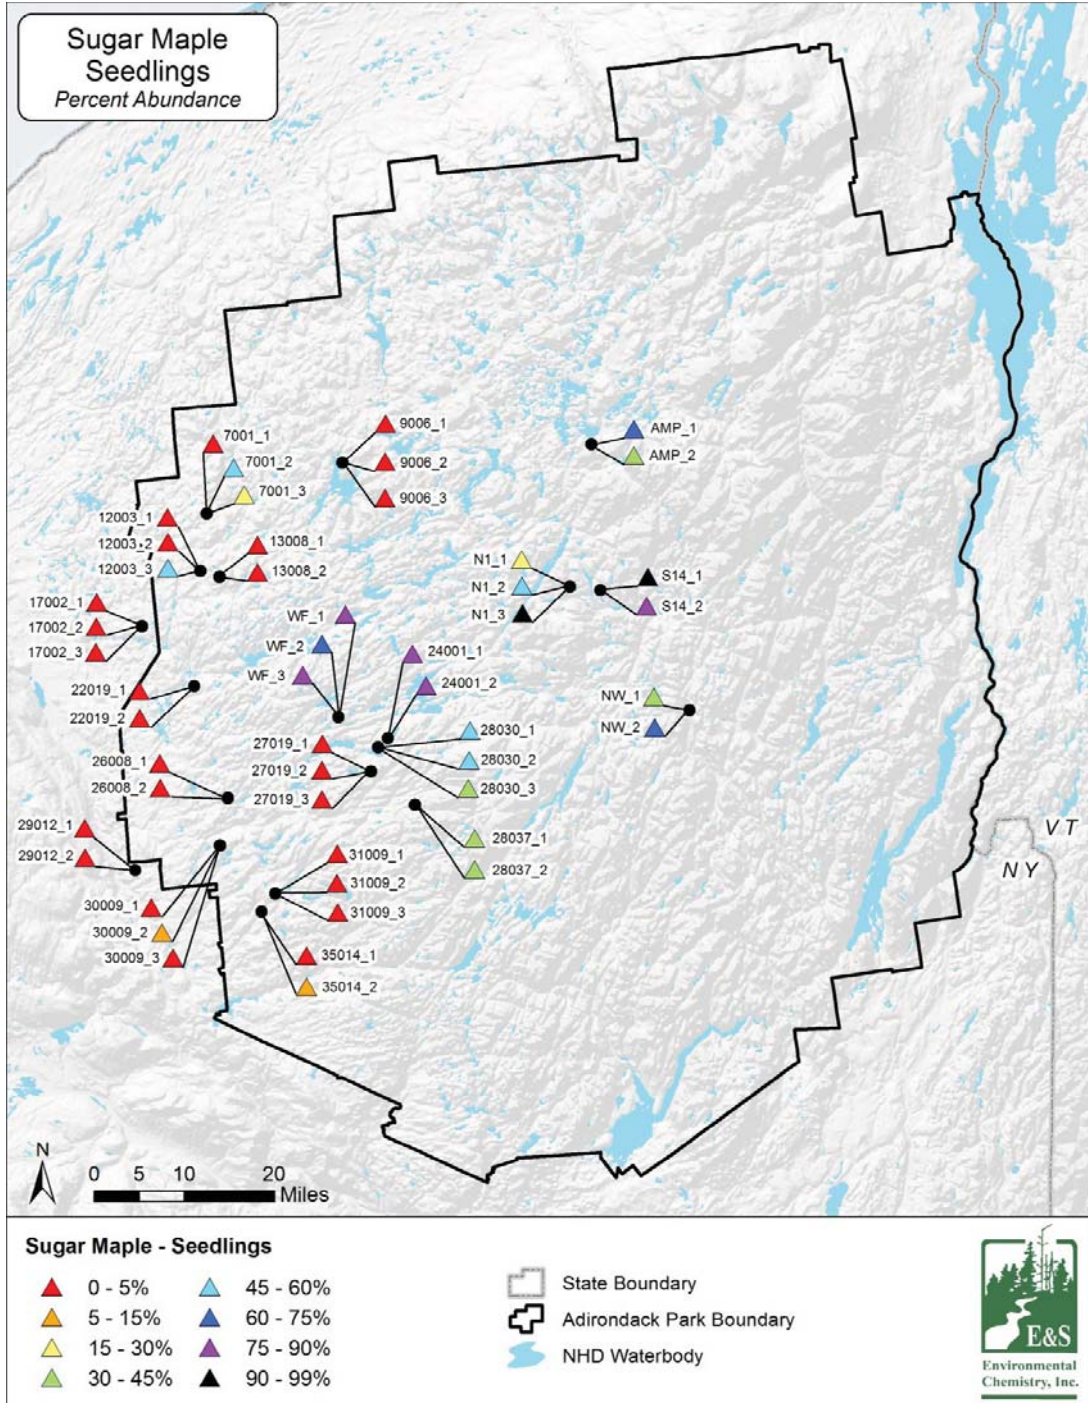 Sugar Maple
Seedlings
Percent Abundance
9006_1
9006_2
9006_3
AMP_1
AMP_2
7001_1
7001_2
7001_3
12003_1
12003_2
12003_3
13008_1
13008_2
N1_1
N1_2
N1_3
S14_1
S14_2
17002_1
17002_2
17002_3
WF_1
WF_2
WF_3
24001_1
24001_2
22019_1
22019_2
NW_1
NW_2
28030_1
28030_2
28030_3
27019_1
27019_2
27019_3
26008_1
26008_2
28037_1
28037_2
29012_1
29012_2
31009_1
31009_2
31009_3
30009_1
30009_2
30009_3
35014_1
35014_2
VT
NY
N
0 5 10 20
Miles
Sugar Maple - Seedlings
0 - 5%
5 - 15%
15 - 30%
30 - 45%
45 - 60%
60 - 75%
75 - 90%
90 - 99%
State Boundary
Adirondack Park Boundary
NHD Waterbody
E&S
Environmental
Chemistry, Inc.